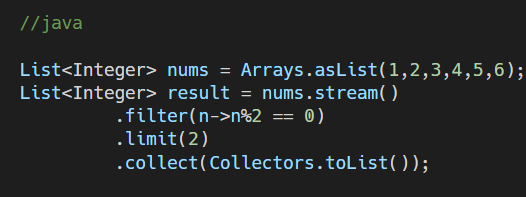 //java
List<Integer> nums = Arrays.asList(1,2,3,4,5,6);
List<Integer> result = nums.stream()
.filter(n->n%2 == 0)
.limit(2)
.collect(Collectors.toList());